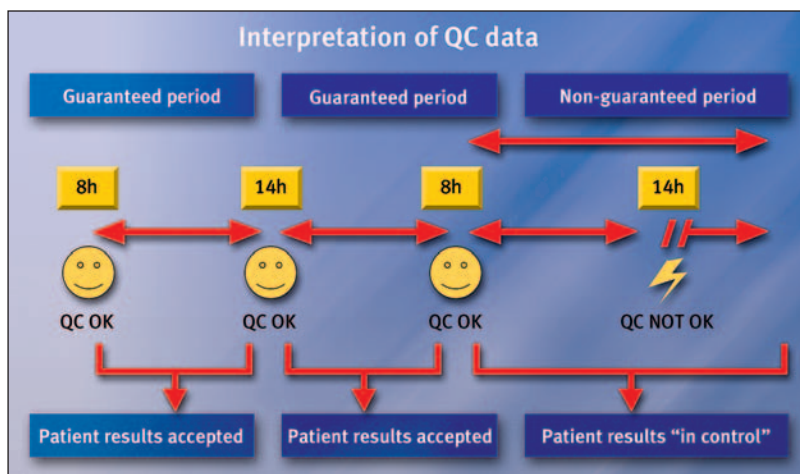 Interpretation of QC data
Guaranteed period
Guaranteed period
Non-guaranteed period
8h
14h
8h
14h
QC OK
QC OK
QC OK
QC NOT OK
Patient results accepted
Patient results accepted
Patient results “in control”